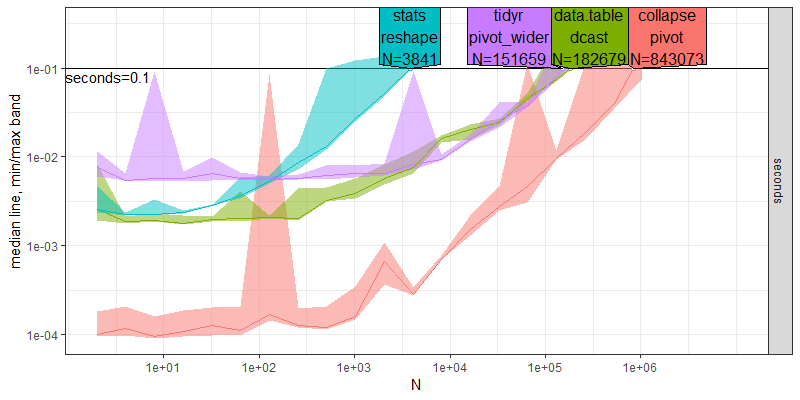 stats
reshape
N=3841
tidyr
pivot_wider
N=151659
data.table
dcast
N=182679
collapse
pivot
N=843073
1e-01
seconds=0.1
1e-02
1e-03
1e-04
median line, min/max band
seconds
1e+01
1e+02
1e+03
1e+04
1e+05
1e+06
N